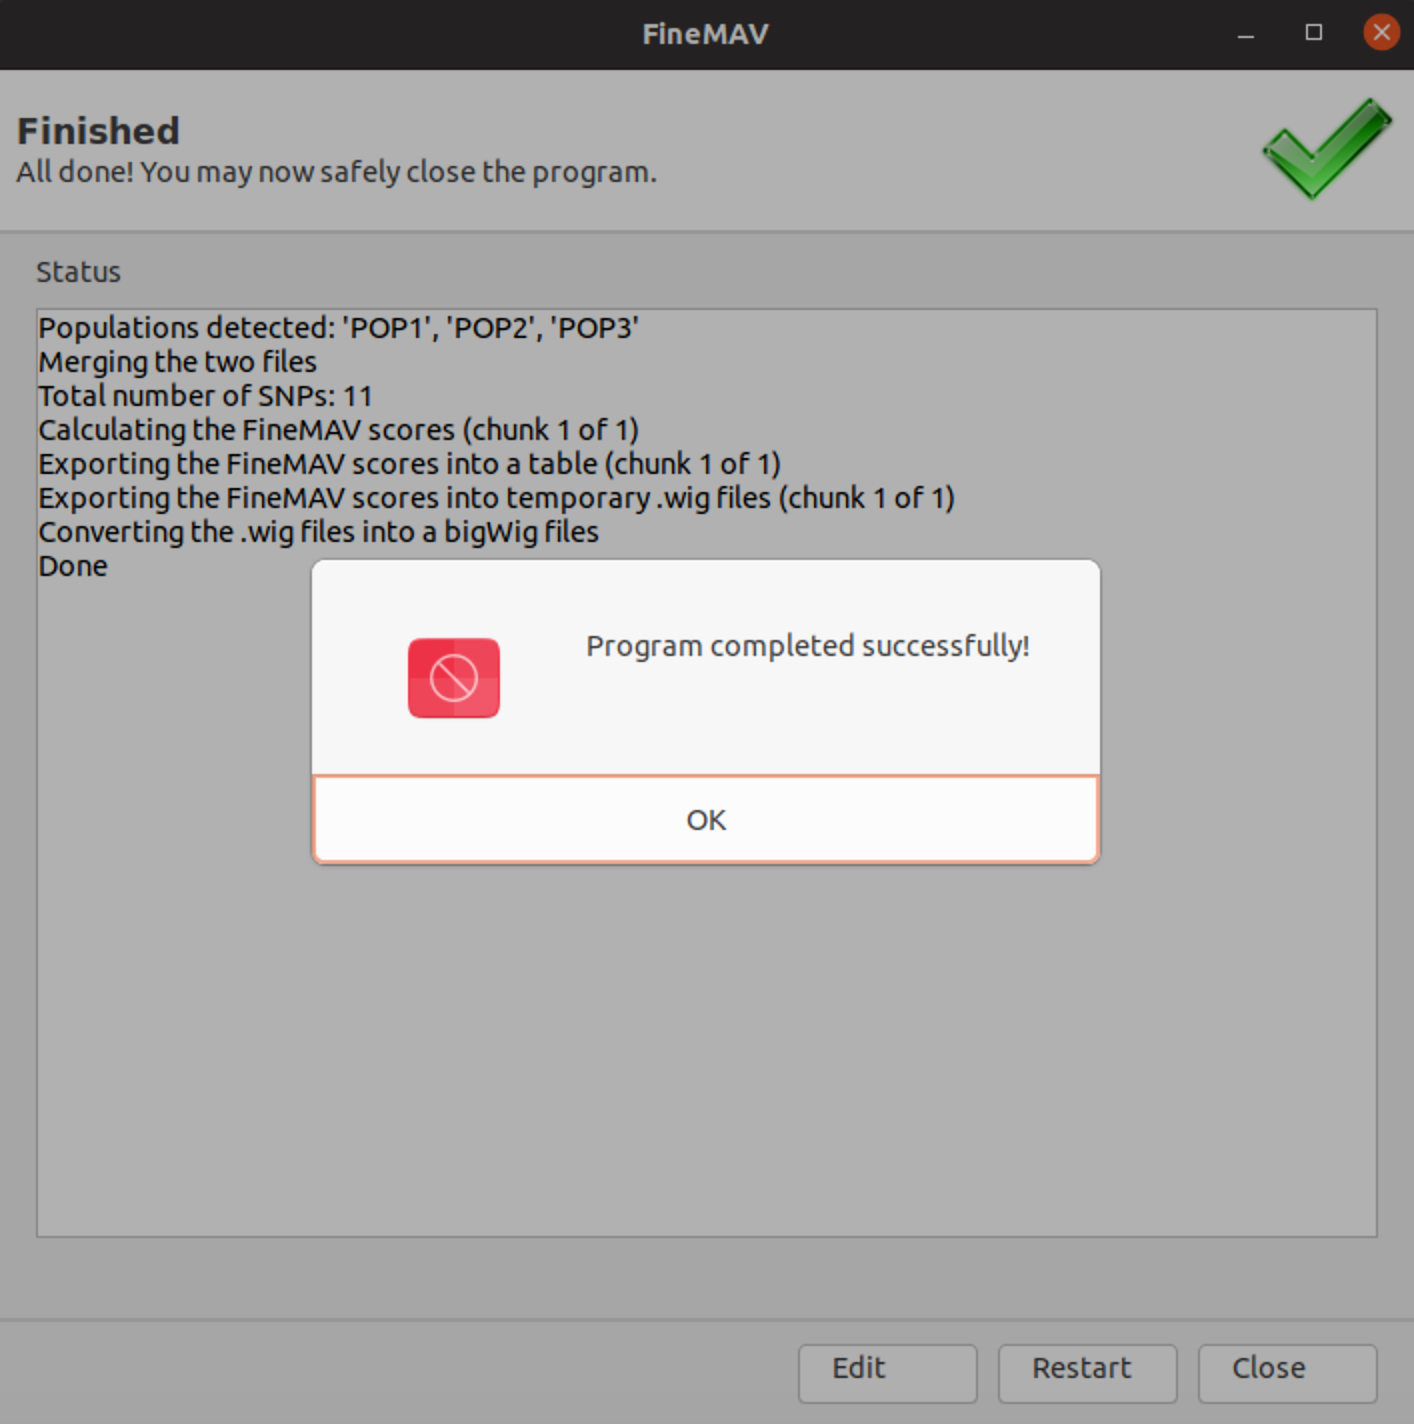 FineMAV
Finished
All done! You may now safely close the program.
Status
Populations detected: 'POP1', 'POP2', 'POP3'
Merging the two files
Total number of SNPs: 11
Calculating the FineMAV scores (chunk 1 of 1)
Exporting the FineMAV scores into a table (chunk 1 of 1)
Exporting the FineMAV scores into temporary .wig files (chunk 1 of 1)
Converting the .wig files into a bigWig files
Done
Program completed successfully!
OK
Edit
Restart
Close